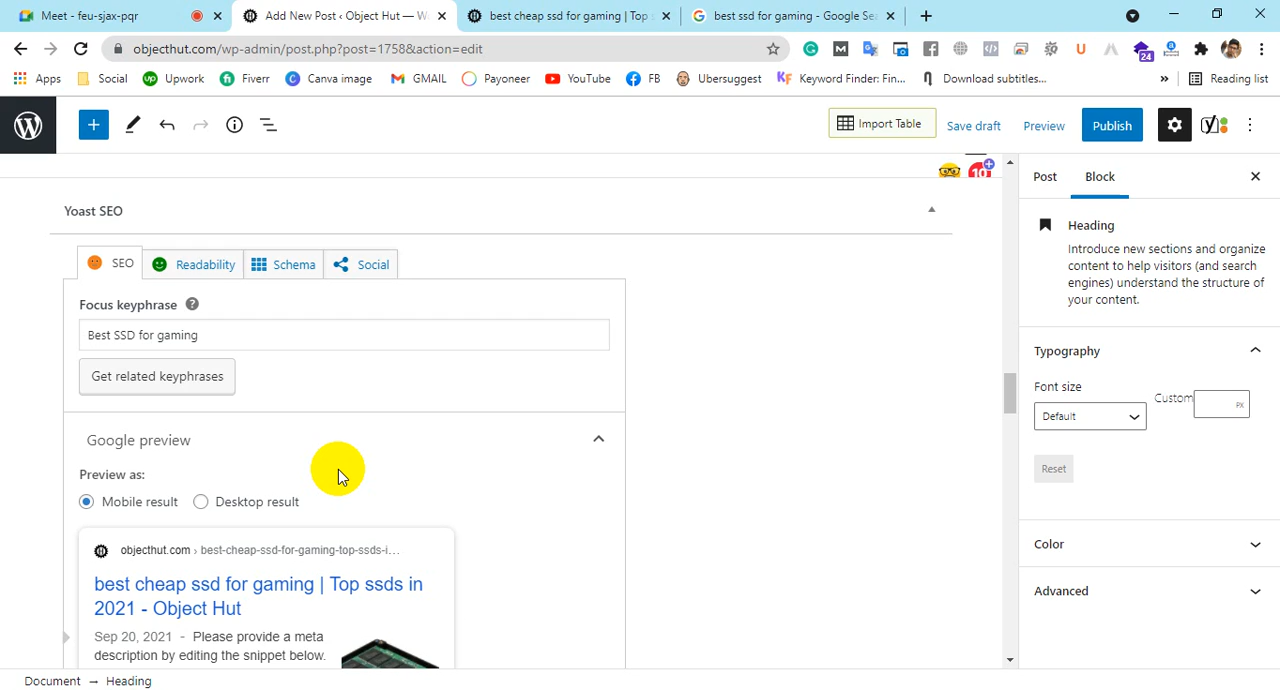 Meet - feu-sjax-pqr
Add New Post ‹ Object Hut — W
best cheap ssd for gaming | Top s
best ssd for gaming - Google Sea
objecthut.com/wp-admin/post.php?post=1758&action=edit
24
Apps
Social
Upwork
Fiverr
Canva image
GMAIL
Payoneer
YouTube
FB
Ubersuggest
Keyword Finder: Fin...
Download subtitles...
»
Reading list
Import Table
Save draft
Preview
Publish
Post
Block
10
Yoast SEO
SEO
Readability
Schema
Social
Focus keyphrase
Best SSD for gaming
Get related keyphrases
Google preview
Preview as:
Mobile result
Desktop result
objecthut.com › best-cheap-ssd-for-gaming-top-ssds-i...
best cheap ssd for gaming | Top ssds in
2021 - Object Hut
Sep 20, 2021 - Please provide a meta
description by editing the snippet below.
Heading
Introduce new sections and organize
content to help visitors (and search
engines) understand the structure of
your content.
Typography
Font size
Custom
Default
PX
Reset
Color
Advanced
Document → Heading